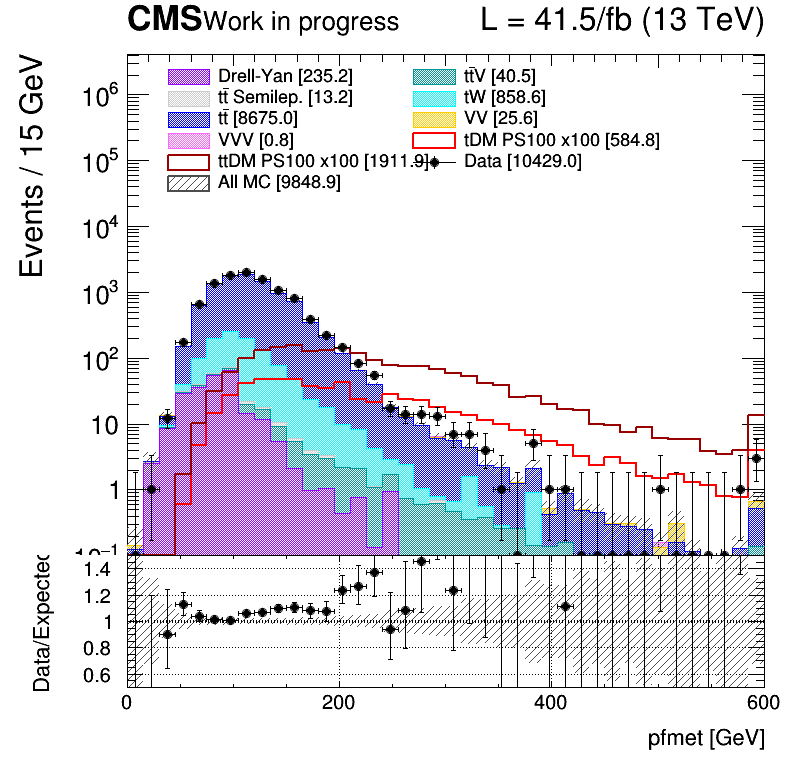 CMS Work in progress L = 41.5/fb (13 TeV)
Events / 15 GeV
Drell-Yan [235.2] tt̄V [40.5]
tt̄ Semilep. [13.2] tW [858.6]
tt̄ [8675.0] VV [25.6]
VVV [0.8] tDM PS100 x100 [584.8]
ttDM PS100 x100 [1911.9] Data [10429.0]
All MC [9848.9]
10⁶
10⁵
10⁴
10³
10²
10
1
10⁻¹
Data/Expected
1.4
1.2
1
0.8
0.6
0 200 400 600
pfmet [GeV]